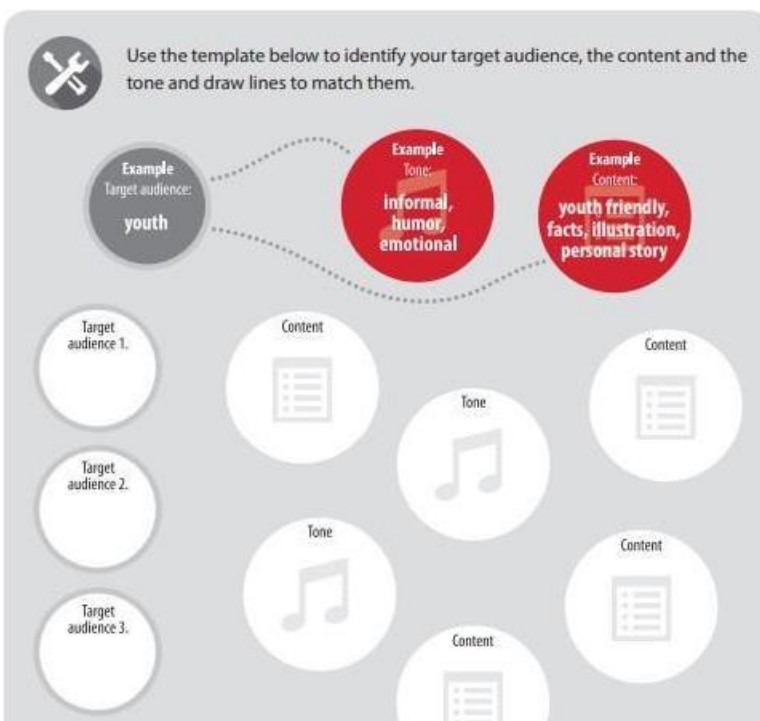 Use the template below to identify your target audience, the content and the
tone and draw lines to match them.
Example
Target audience:
youth
Example
Tone:
informal,
humor,
emotional
Example
Content:
youth friendly,
facts, illustration,
personal story
Target
audience 1.
Content
Content
Tone
Target
audience 2.
Tone
Content
Target
audience 3.
Content